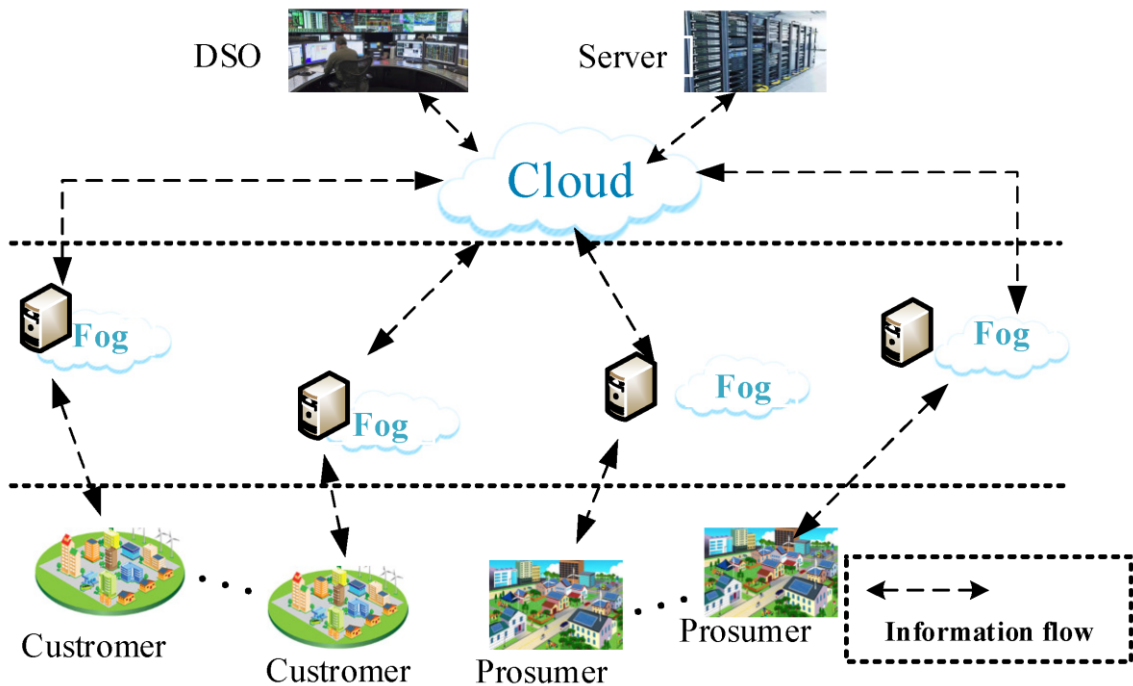 DSO
Server
Cloud
Fog
Fog
Fog
Fog
Custromer
Custromer
Prosumer
Prosumer
Information flow